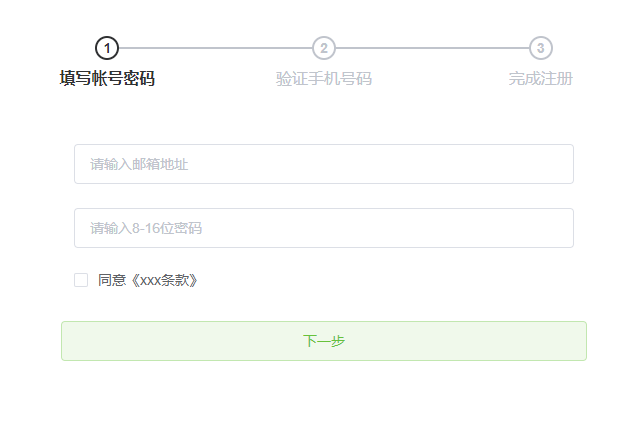 1 2 3
填写帐号密码 验证手机号码 完成注册
请输入邮箱地址
请输入8-16位密码
同意《xxx条款》
下一步